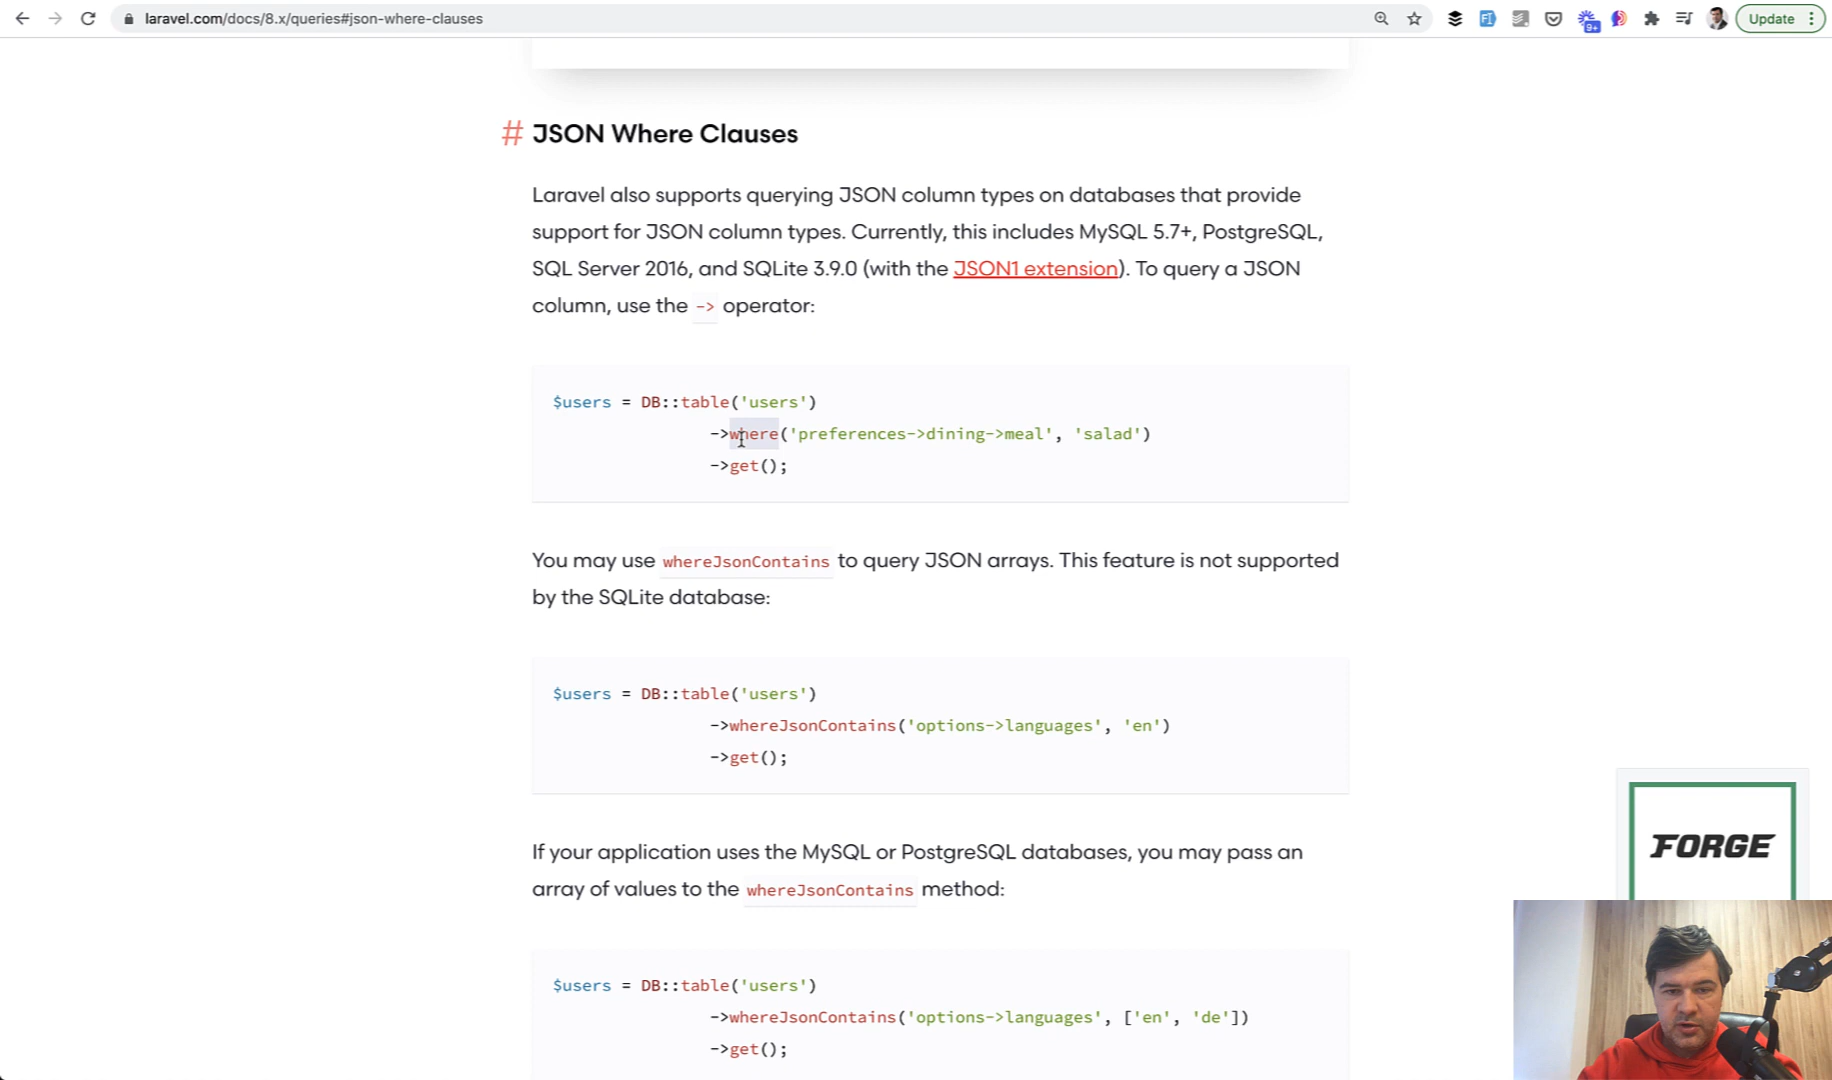 laravel.com/docs/8.x/queries#json-where-clauses
9+
Update
# JSON Where Clauses
Laravel also supports querying JSON column types on databases that provide
support for JSON column types. Currently, this includes MySQL 5.7+, PostgreSQL,
SQL Server 2016, and SQLite 3.9.0 (with the JSON1 extension). To query a JSON
column, use the -> operator:
$users = DB::table('users')
->where('preferences->dining->meal', 'salad')
->get();
You may use whereJsonContains to query JSON arrays. This feature is not supported
by the SQLite database:
$users = DB::table('users')
->whereJsonContains('options->languages', 'en')
->get();
FORGE
If your application uses the MySQL or PostgreSQL databases, you may pass an
array of values to the whereJsonContains method:
$users = DB::table('users')
->whereJsonContains('options->languages', ['en', 'de'])
->get();